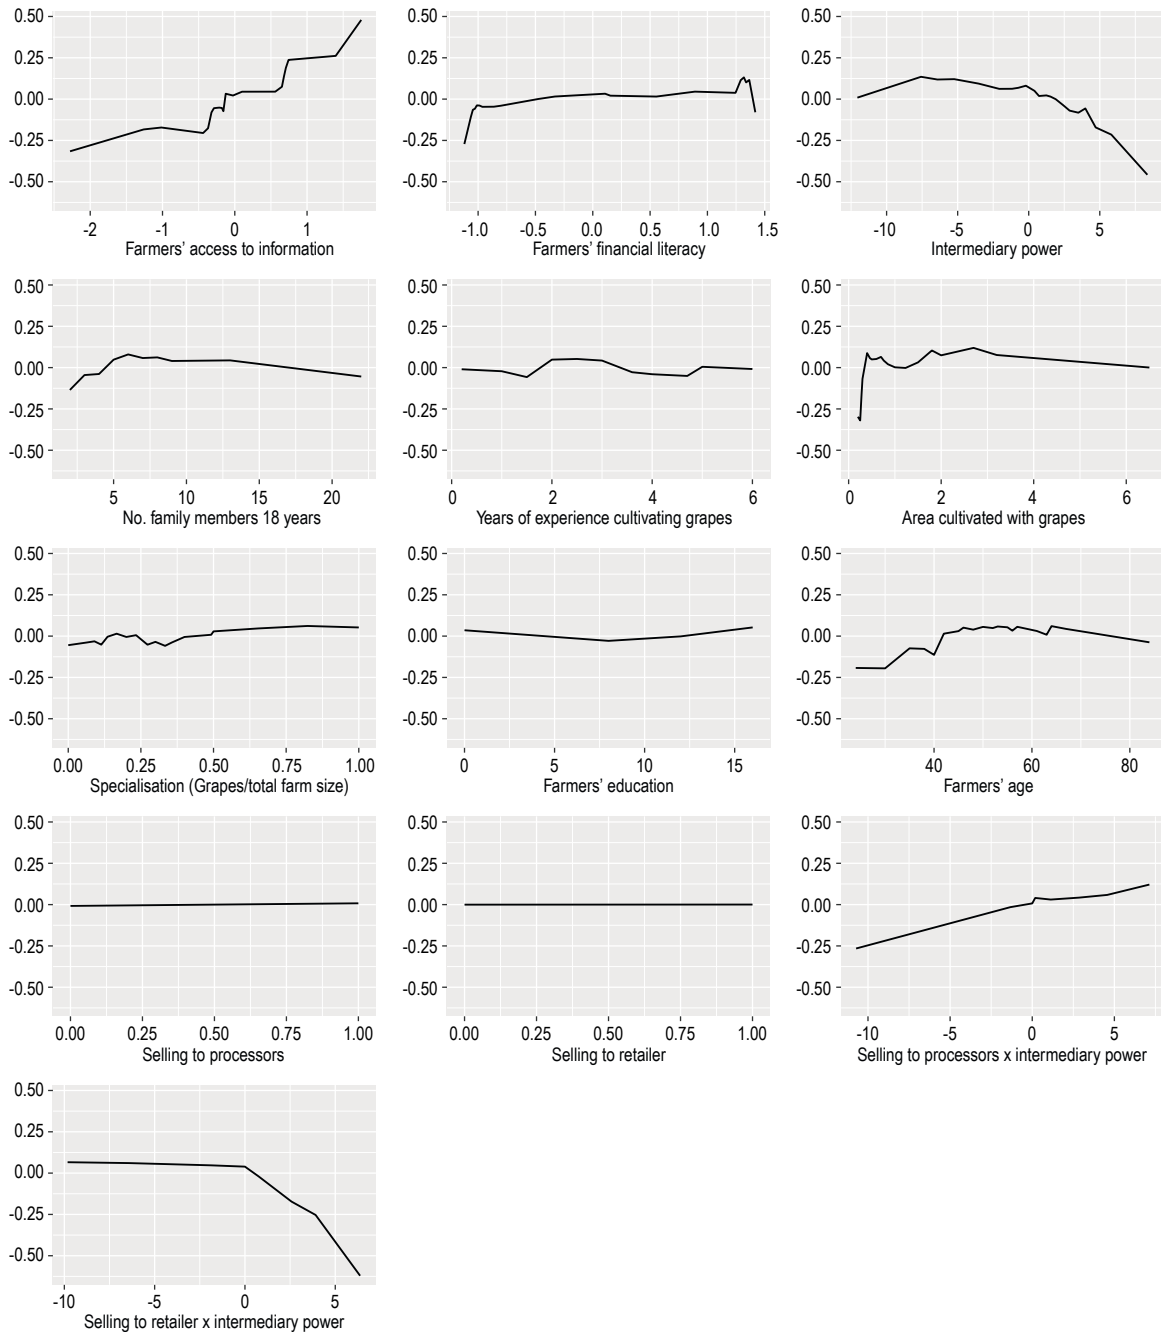 0.50 0.50 0.50
0.25 0.25 0.25
0.00 0.00 0.00
-0.25 -0.25 -0.25
-0.50 -0.50 -0.50
-2 -1 0 1 -1.0 -0.5 0.0 0.5 1.0 1.5 -10 -5 0 5
Farmers' access to information Farmers' financial literacy Intermediary power
0.50 0.50 0.50
0.25 0.25 0.25
0.00 0.00 0.00
-0.25 -0.25 -0.25
-0.50 -0.50 -0.50
5 10 15 20 0 2 4 6 0 2 4 6
No. family members 18 years Years of experience cultivating grapes Area cultivated with grapes
0.50 0.50 0.50
0.25 0.25 0.25
0.00 0.00 0.00
-0.25 -0.25 -0.25
-0.50 -0.50 -0.50
0.00 0.25 0.50 0.75 1.00 0 5 10 15 40 60 80
Specialisation (Grapes/total farm size) Farmers' education Farmers' age
0.50 0.50 0.50
0.25 0.25 0.25
0.00 0.00 0.00
-0.25 -0.25 -0.25
-0.50 -0.50 -0.50
0.00 0.25 0.50 0.75 1.00 0.00 0.25 0.50 0.75 1.00 -10 -5 0 5
Selling to processors Selling to retailer Selling to processors x intermediary power
0.50
0.25
0.00
-0.25
-0.50
-10 -5 0 5
Selling to retailer x intermediary power